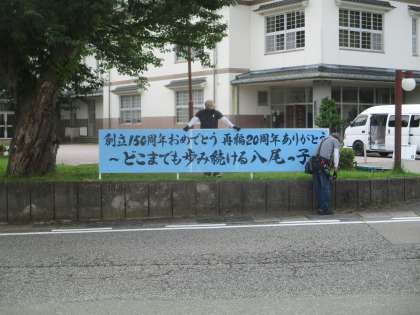 創立150周年おめでとう 再編20周年ありがとう
～どこまでも歩み続ける八尾っ子